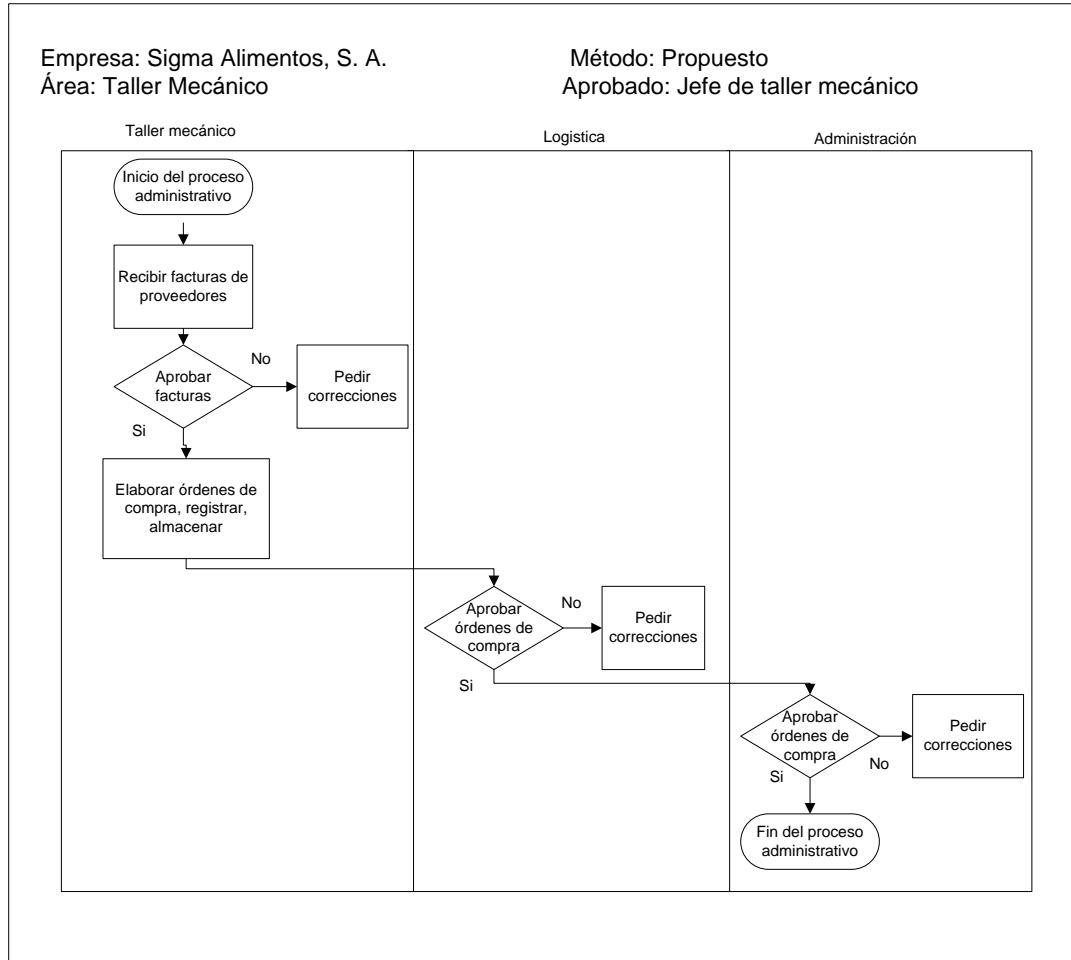 Empresa: Sigma Alimentos, S. A.
Método: Propuesto
Área: Taller Mecánico
Aprobado: Jefe de taller mecánico
Taller mecánico
Logistica
Administración
Inicio del proceso
administrativo
Recibir facturas de
proveedores
Aprobar
facturas
No
Pedir
correcciones
Si
Elaborar órdenes de
compra, registrar,
almacenar
Aprobar
órdenes de
compra
No
Pedir
correcciones
Si
Aprobar
órdenes de
compra
No
Pedir
correcciones
Si
Fin del proceso
administrativo